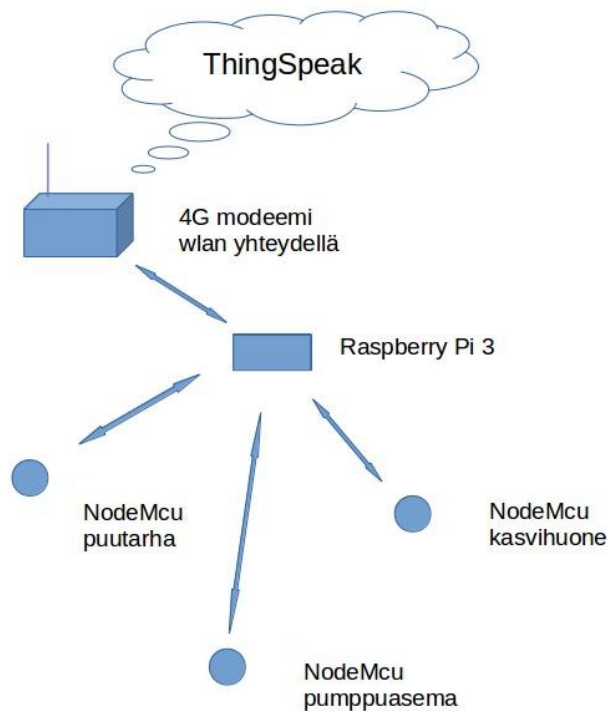 ThingSpeak
4G modeemi
wlan yhteydellä
Raspberry Pi 3
NodeMcu
puutarha
NodeMcu
kasvihuone
NodeMcu
pumppuasema